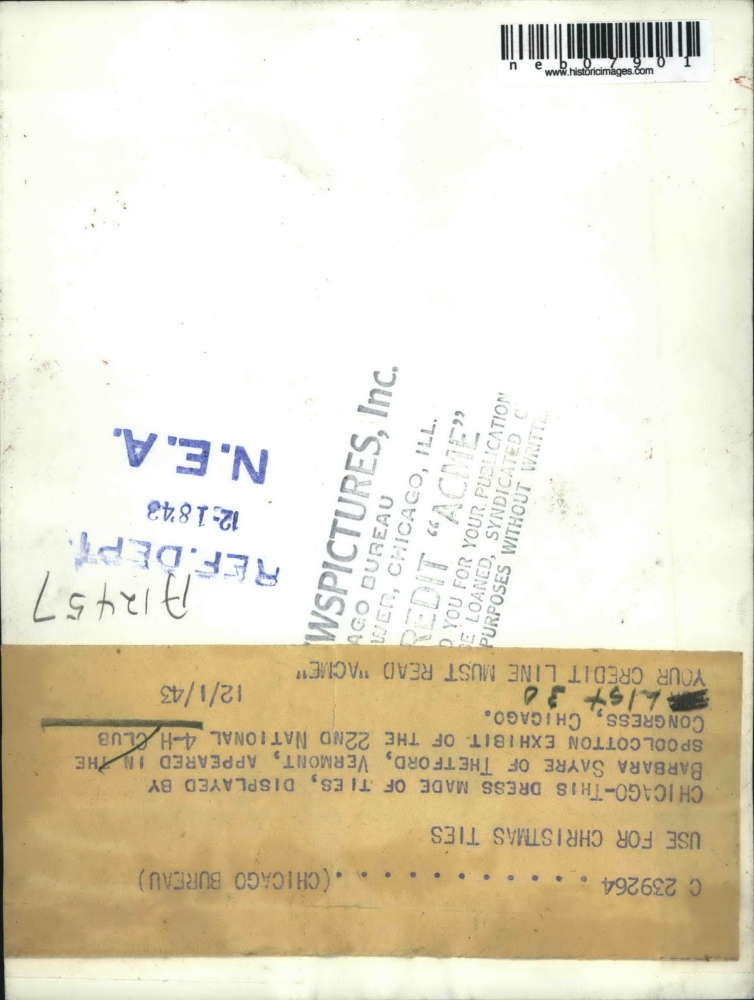 neb07901
www.historicimages.com
C 239264 . . . . . . . . . . . . (CHICAGO BUREAU)
USE FOR CHRISTMAS TIES
CHICAGO-THIS DRESS MADE OF TIES, DISPLAYED BY
BARBARA SAYRE OF THETFORD, VERMONT, APPEARED IN THE
SPOOLCOTTON EXHIBIT OF THE 22ND NATIONAL 4-H CLUB
CONGRESS, CHICAGO.
LIST 30
YOUR CREDIT LINE MUST READ "ACME" 12/1/43
A12457
REF. DEPT.
12-18 43
N.E.A.
WSPICTURES, Inc.
AGO BUREAU
WER, CHICAGO, ILL.
REDIT "ACME"
YOU FOR YOUR PUBLICATION
E LOANED, SYNDICATED
PURPOSES WITHOUT WRITT